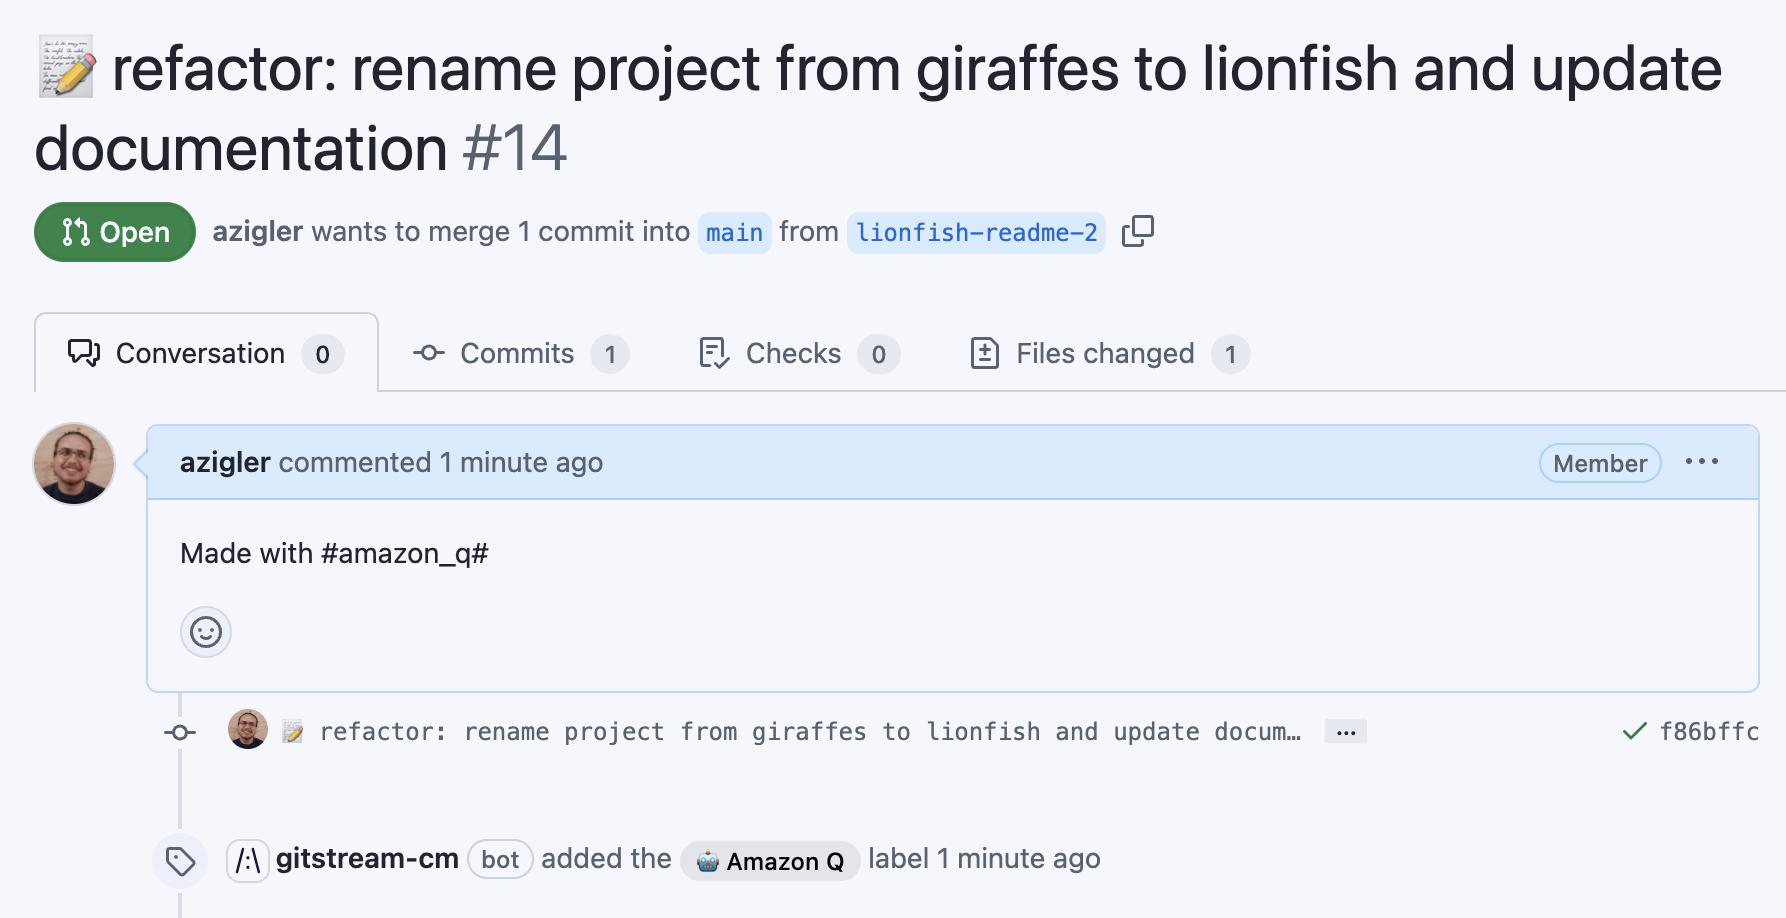 📝 refactor: rename project from giraffes to lionfish and update
documentation #14
Open azigler wants to merge 1 commit into main from lionfish-readme-2
Conversation 0 Commits 1 Checks 0 Files changed 1
azigler commented 1 minute ago Member ...
Made with #amazon_q#
📝 refactor: rename project from giraffes to lionfish and update docum… ... f86bffc
/:\ gitstream-cm bot added the 🤖 Amazon Q label 1 minute ago